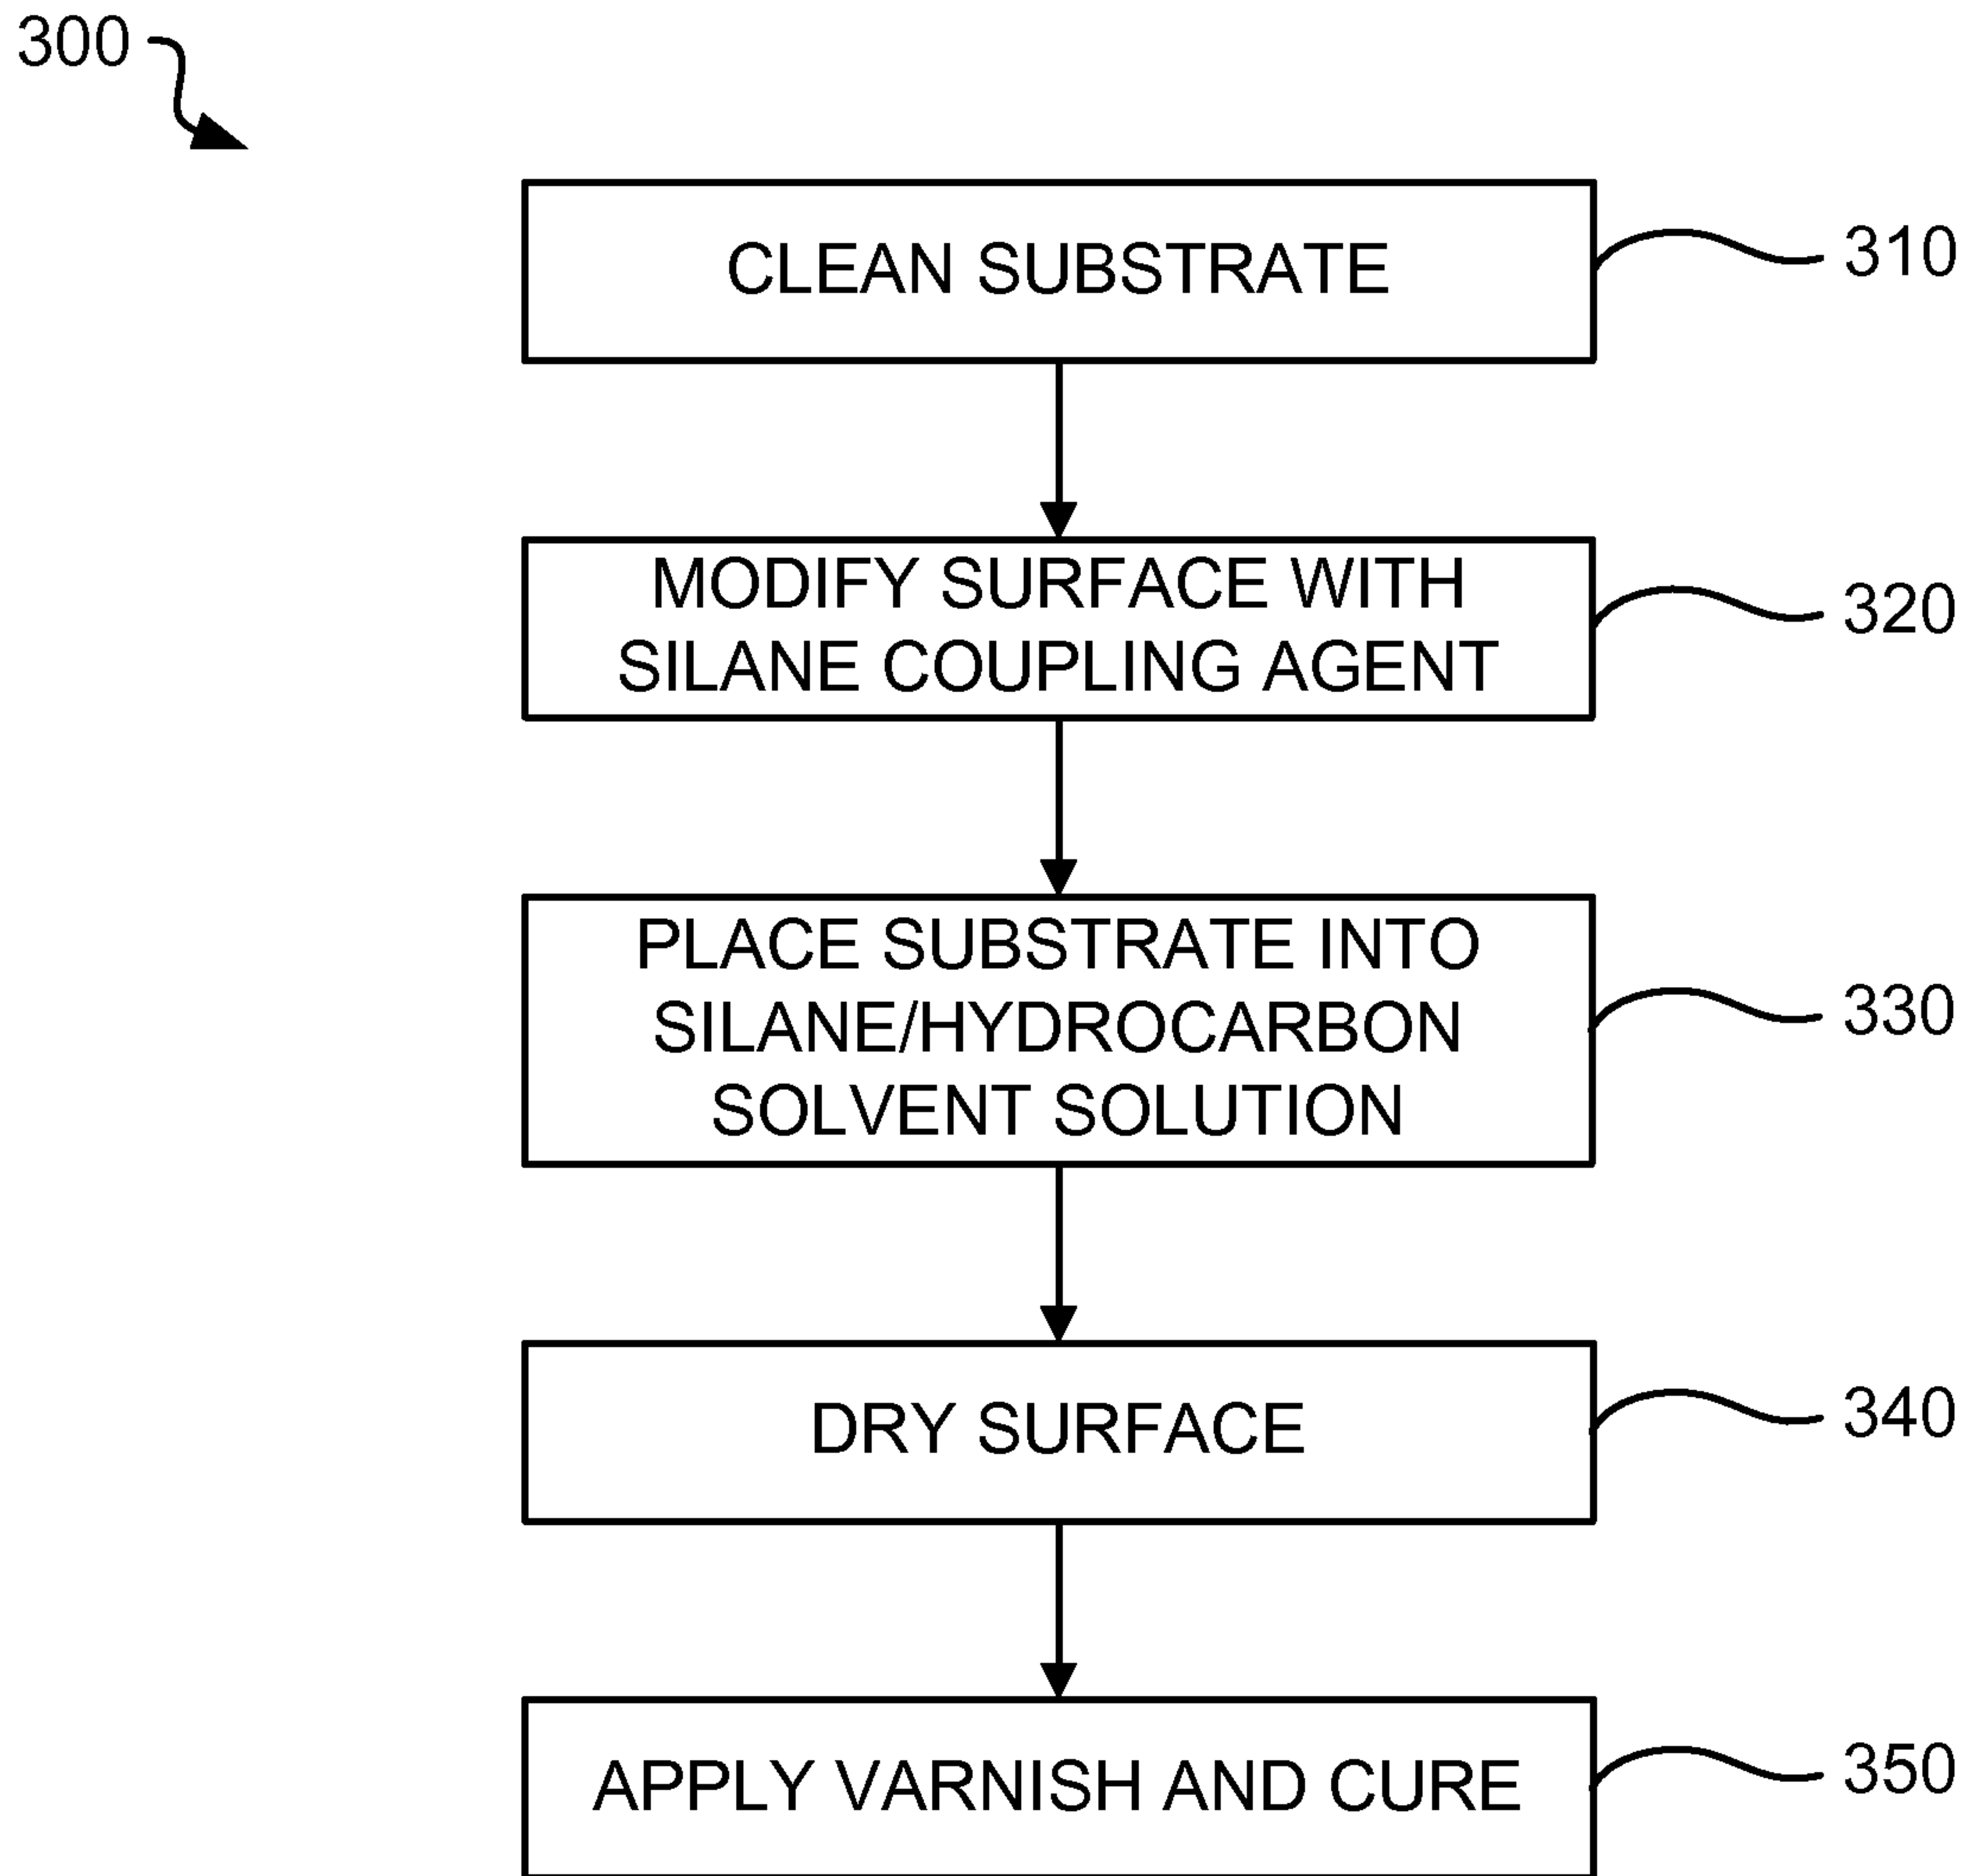 300
CLEAN SUBSTRATE
310
MODIFY SURFACE WITH
SILANE COUPLING AGENT
320
PLACE SUBSTRATE INTO
SILANE/HYDROCARBON
SOLVENT SOLUTION
330
DRY SURFACE
340
APPLY VARNISH AND CURE
350